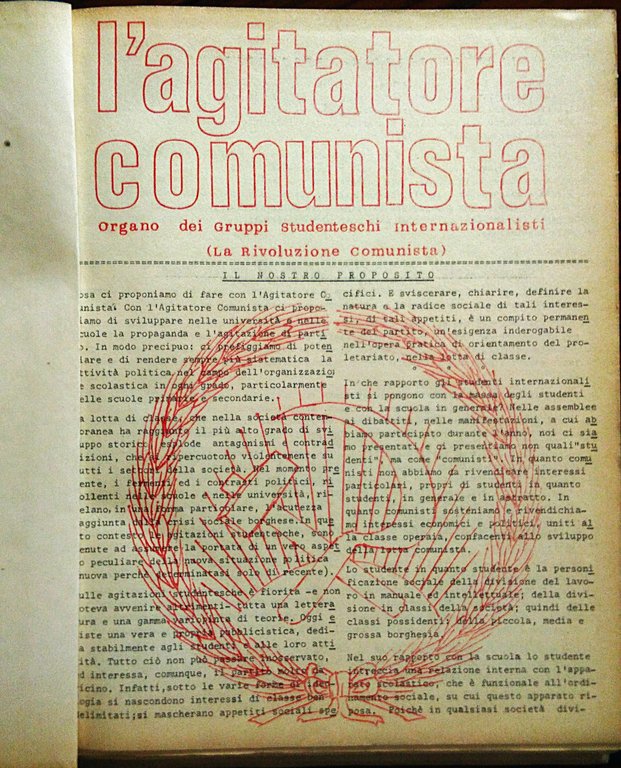 l'agitatore
comunista
Organo dei Gruppi Studenteschi Internazionalisti
(La Rivoluzione Comunista)
IL NOSTRO PROPOSITO
osa ci proponiamo di fare con l'Agitatore Co
unista? Con l'Agitatore Comunista ci propo-
iamo di sviluppare nelle università e nelle
cuole la propaganda e l'agitazione di parti
o. In modo precipuo: ci prefiggiamo di poten
iare e di rendere sempre più sistematica la
ttività politica nel campo dell'organizzazio
e scolastica in ogni grado, particolarmente
elle scuole primarie e secondarie.
a lotta di classe, che nella società contem-
oranea ha raggiunto il più alto grado di svi
uppo storico, esplode antagonismi e contrad
izioni, che si ripercuotono violentemente su
utti i settori della società. Nel momento pre
ente, i fermenti ed i contrasti politici, ri
ollenti nelle scuole e nelle università, ri-
elano, in una forma particolare, l'acutezza
aggiunta dalla crisi sociale borghese. In que
to contesto le agitazioni studentesche, sono
enute ad assumere la portata di un vero aspet
o peculiare della nuova situazione politica
nuova perchè determinatasi solo di recente).
ulle agitazioni studentesche è fiorita -e non
oteva avvenire altrimenti- tutta una lettera
ura e una gamma variopinta di teorie. Oggi e
iste una vera e propria pubblicistica, dedi-
a stabilmente agli studenti e alle loro atti
ità. Tutto ciò non può passare inosservato,
d interessa, comunque, il partito molto da
icino. Infatti, sotto le varie forme di ideo
ogia si nascondono interessi di classe ben
elimitati; si mascherano appetiti sociali spe
cifici. E sviscerare, chiarire, definire la
natura e la radice sociale di tali interes-
si, di tali appetiti, è un compito permanen
te del partito, un'esigenza inderogabile
nell'opera pratica di orientamento del pro-
letariato, nella lotta di classe.
In che rapporto gli studenti internazionali
sti si pongono con la massa degli studenti
e con la scuola in generale? Nelle assemblee
nei dibattiti, nelle manifestazioni, a cui ab
biamo partecipato durante l'anno, noi ci sia
mo presentati e ci presentiamo non quali "stu
denti", ma come "comunisti". In quanto comu
nisti non abbiamo da rivendicare interessi
particolari, propri di studenti in quanto
studenti, in generale e in astratto. In
quanto comunisti sosteniamo e rivendichia-
mo interessi economici e politici, uniti al
la classe operaia, confacenti allo sviluppo
della lotta comunista.
Lo studente in quanto studente è la personi
ficazione sociale della divisione del lavo-
ro in manuale ed intellettuale; della divi-
sione in classi della società; quindi delle
classi possidenti, della piccola, media e
grossa borghesia.
Nel suo rapporto con la scuola lo studente
intreccia una relazione interna con l'appa-
rato scolastico, che è funzionale all'ordi-
namento sociale, su cui questo apparato ri-
posa. Poichè in qualsiasi società divi-